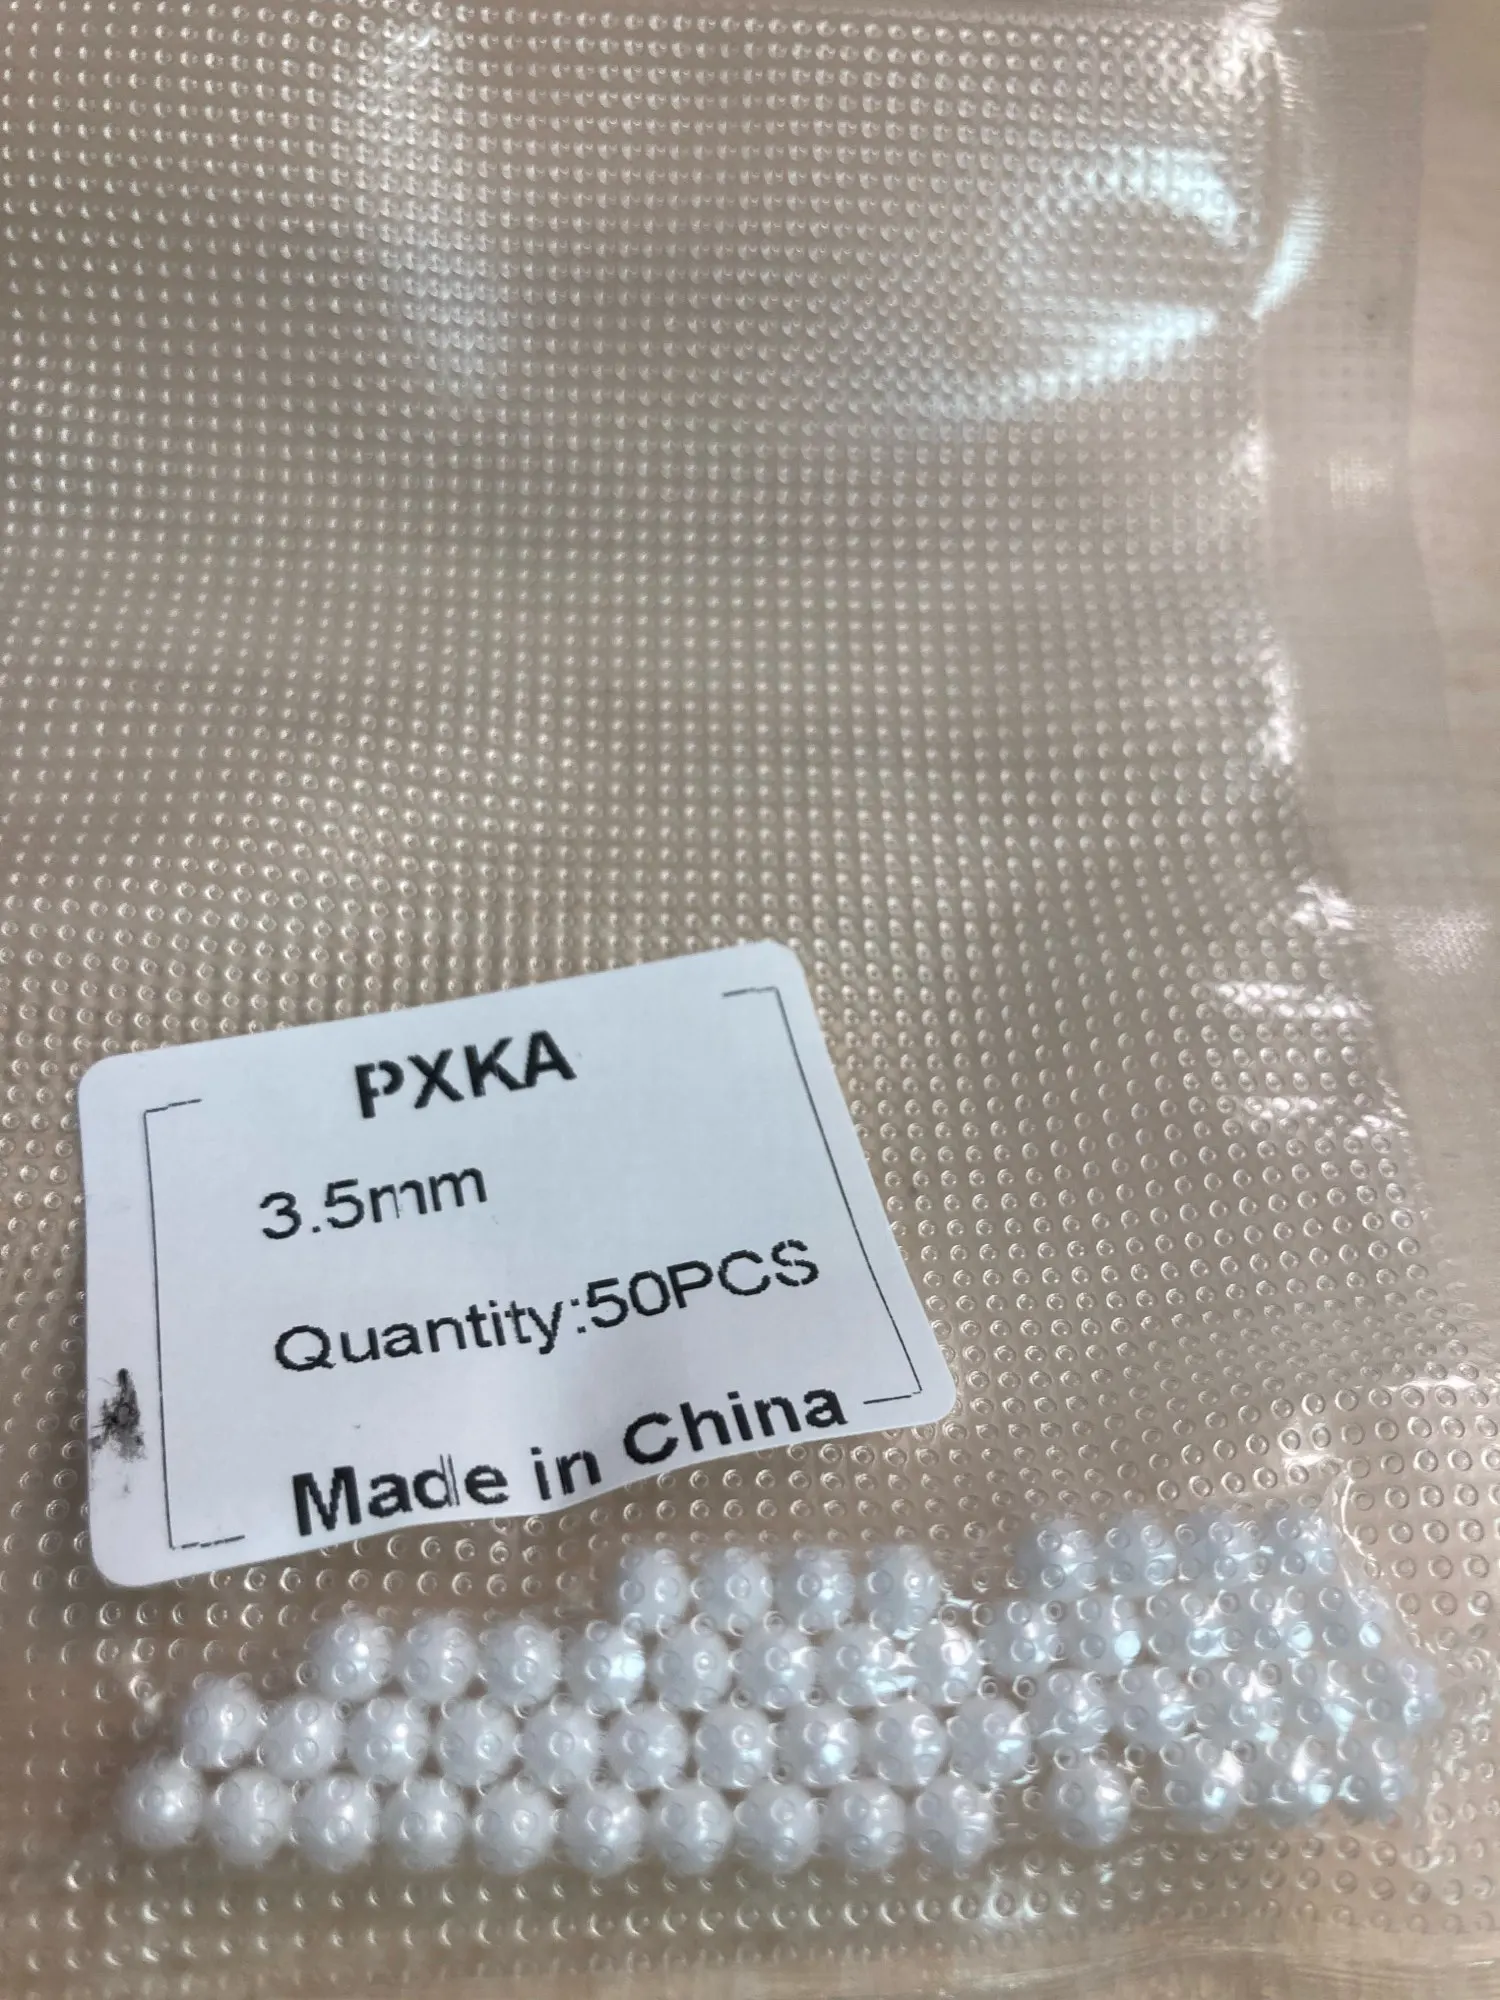 PXKA
3.5mm
Quantity:50PCS
Made in China